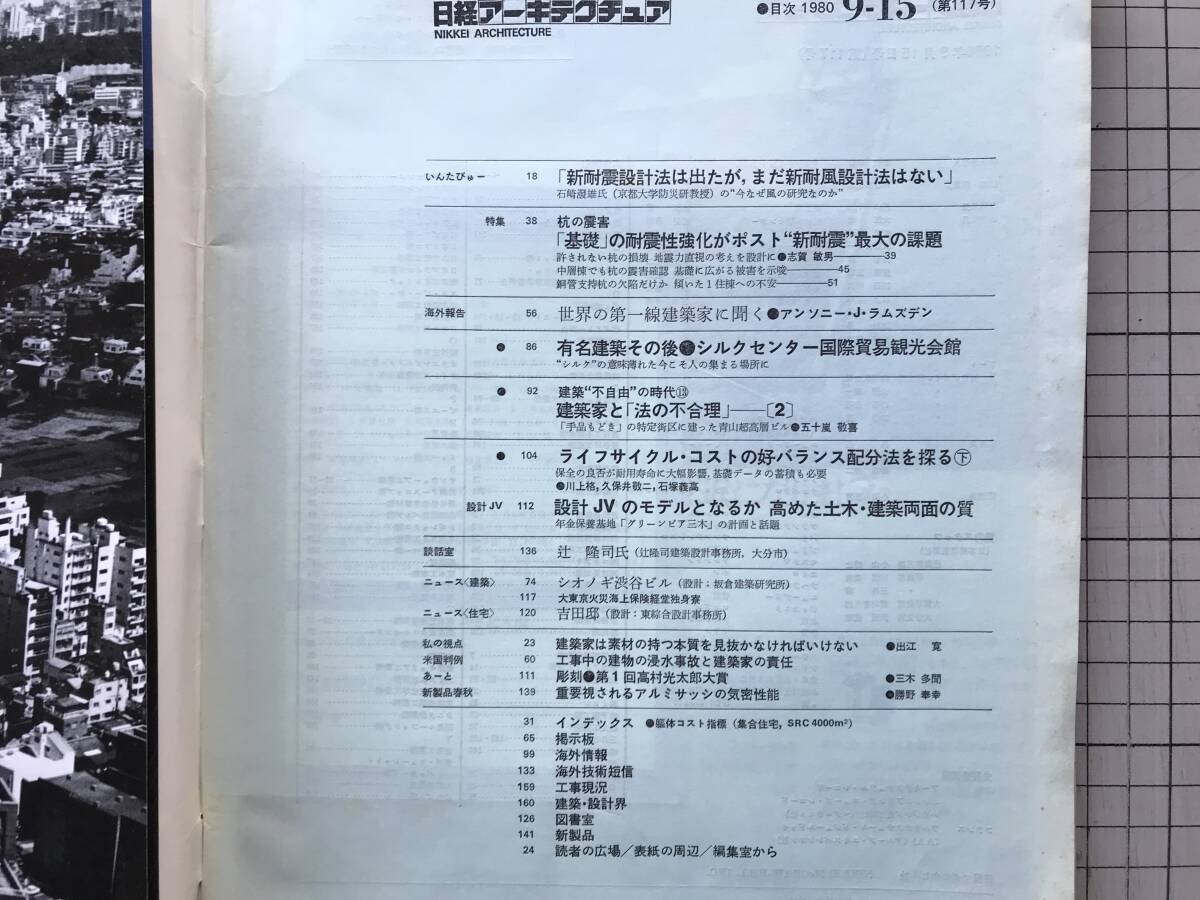 日経アーキテクチュア
NIKKEI ARCHITECTURE
●目次 1980 9-15 (第117号)
いんたびゅー 18 「新耐震設計法は出たが，まだ新耐風設計法はない」
石崎溌雄氏（京都大学防災研教授）の“今なぜ風の研究なのか”
特集 38 杭の震害
「基礎」の耐震性強化がポスト“新耐震”最大の課題
許されない杭の損壊 地震力直視の考えを設計に●志賀 敏男――39
中層棟でも杭の震害確認 基礎に広がる被害を示唆――45
鋼管支持杭の欠陥だけか 傾いた1住棟への不安――51
海外報告 56 世界の第一線建築家に聞く●アンソニー・J・ラムズデン
● 86 有名建築その後●シルクセンター国際貿易観光会館
“シルク”の意味薄れた今こそ人の集まる場所に
● 92 建築“不自由”の時代⑬
建築家と「法の不合理」――〔2〕
「手品もどき」の特定街区に建った青山超高層ビル●五十嵐 敬喜
● 104 ライフサイクル・コストの好バランス配分法を探る㊦
保全の良否が耐用寿命に大幅影響，基礎データの蓄積も必要
●川上格，久保井敬二，石塚義高
設計JV 112 設計JVのモデルとなるか 高めた土木・建築両面の質
年金保養基地「グリーンピア三木」の計画と話題
談話室 136 辻 隆司氏（辻隆司建築設計事務所，大分市）
ニュース〈建築〉 74 シオノギ渋谷ビル（設計：坂倉建築研究所）
117 大東京火災海上保険経堂独身寮
ニュース〈住宅〉 120 吉田邸（設計：東綜合設計事務所）
私の視点 23 建築家は素材の持つ本質を見抜かなければいけない ●出江 寛
米国判例 60 工事中の建物の浸水事故と建築家の責任
あーと 111 彫刻●第1回高村光太郎大賞 ●三木 多聞
新製品春秋 139 重要視されるアルミサッシの気密性能 ●勝野 奉幸
31 インデックス ●躯体コスト指標（集合住宅，SRC 4000m²）
65 掲示板
99 海外情報
133 海外技術短信
159 工事現況
160 建築・設計界
126 図書室
141 新製品
24 読者の広場／表紙の周辺／編集室から